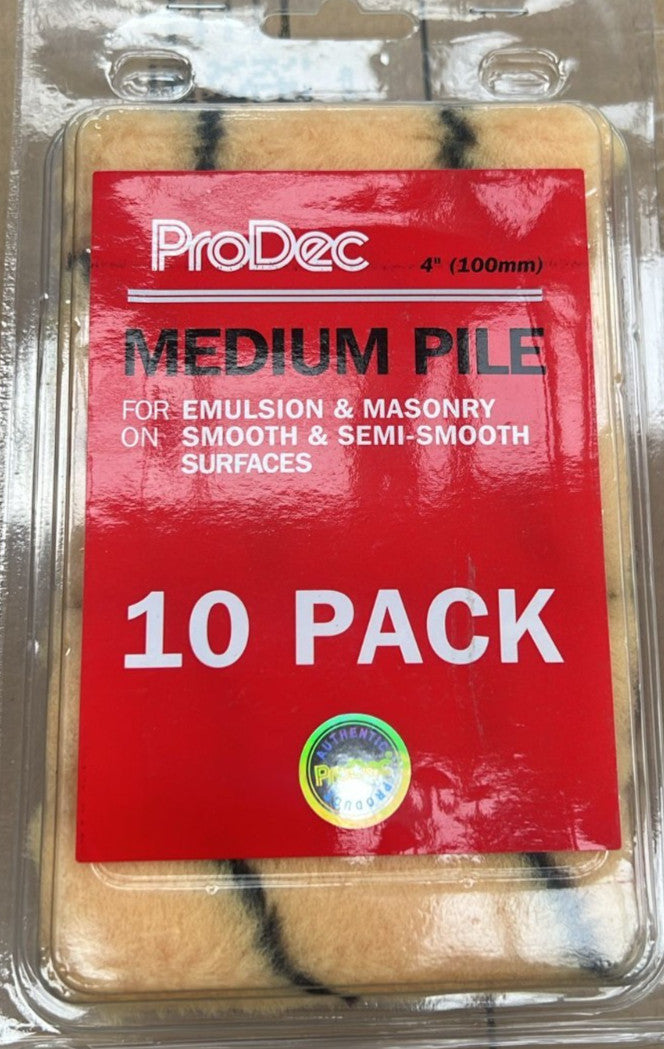 ProDec
4" (100mm)
MEDIUM PILE
FOR EMULSION & MASONRY
ON SMOOTH & SEMI-SMOOTH
SURFACES
10 PACK
AUTHENTIC
ProDec
PRODUCT